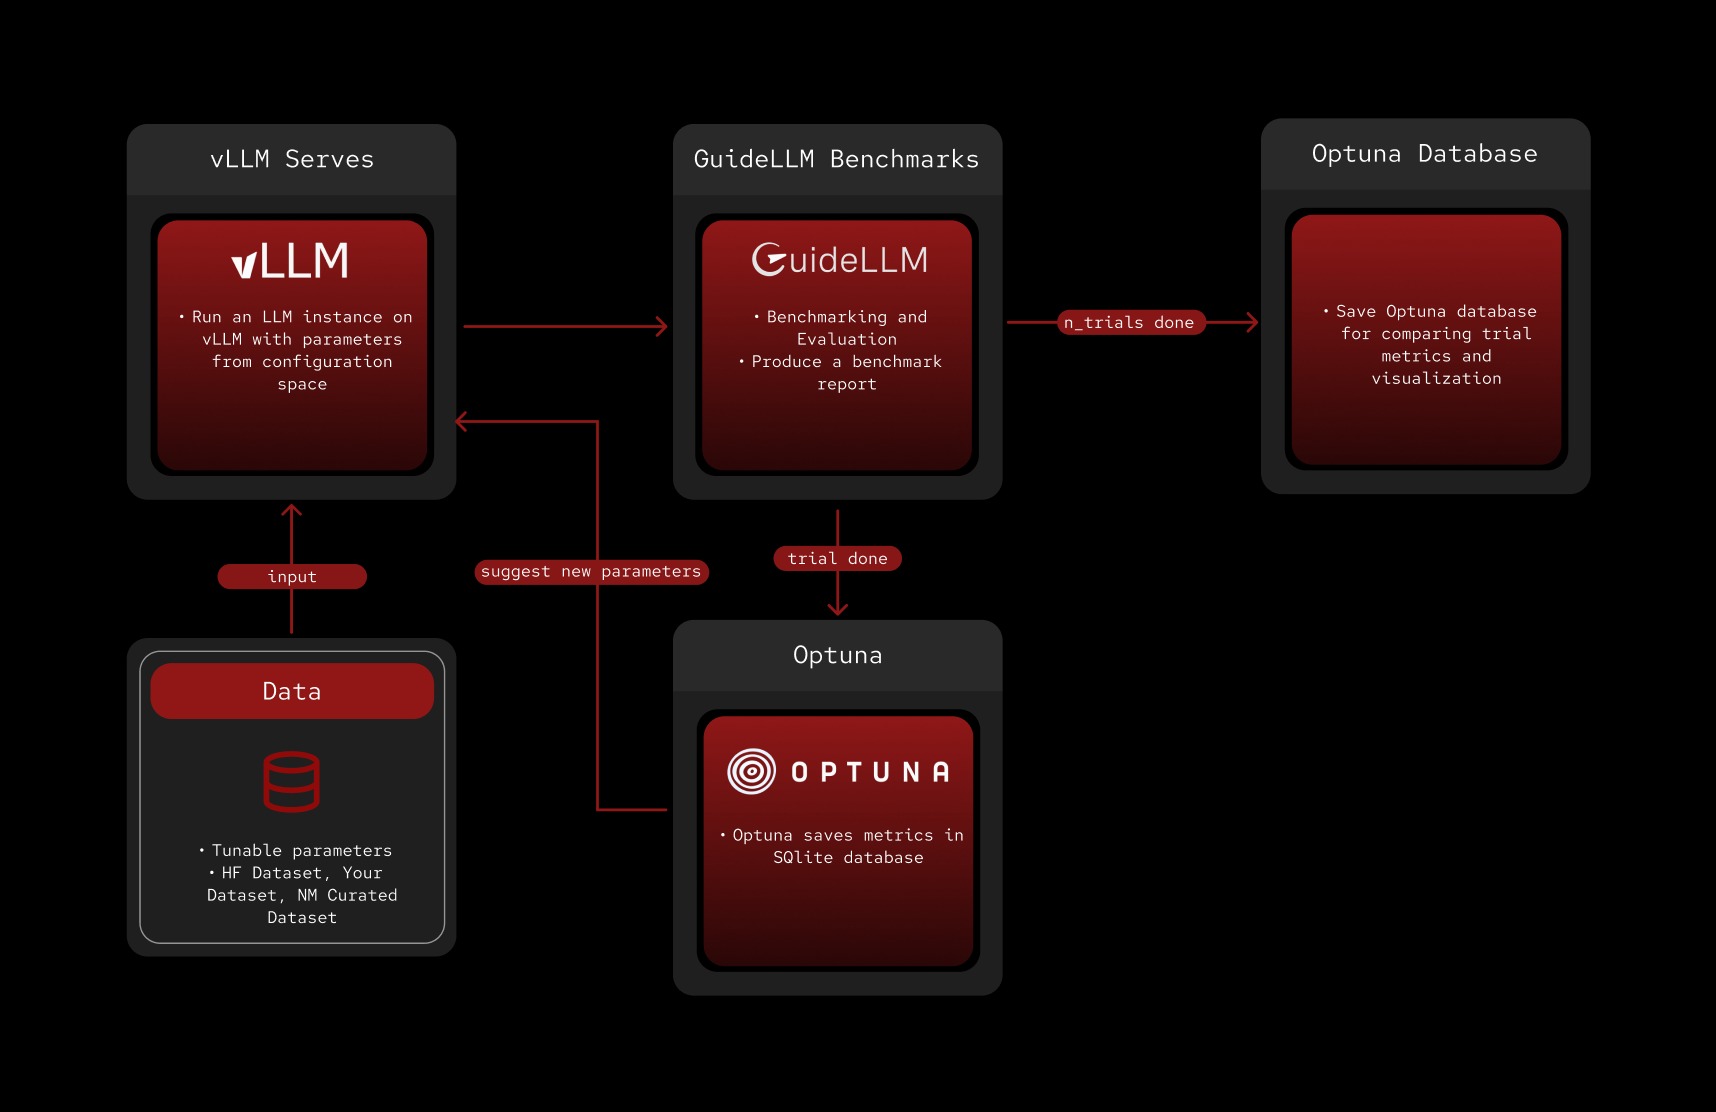 vLLM Serves
vLLM
• Run an LLM instance on
vLLM with parameters
from configuration
space
GuideLLM Benchmarks
GuideLLM
• Benchmarking and
Evaluation
• Produce a benchmark
report
n_trials done
Optuna Database
• Save Optuna database
for comparing trial
metrics and
visualization
input
suggest new parameters
trial done
Data
• Tunable parameters
• HF Dataset, Your
Dataset, NM Curated
Dataset
Optuna
OPTUNA
• Optuna saves metrics in
SQlite database